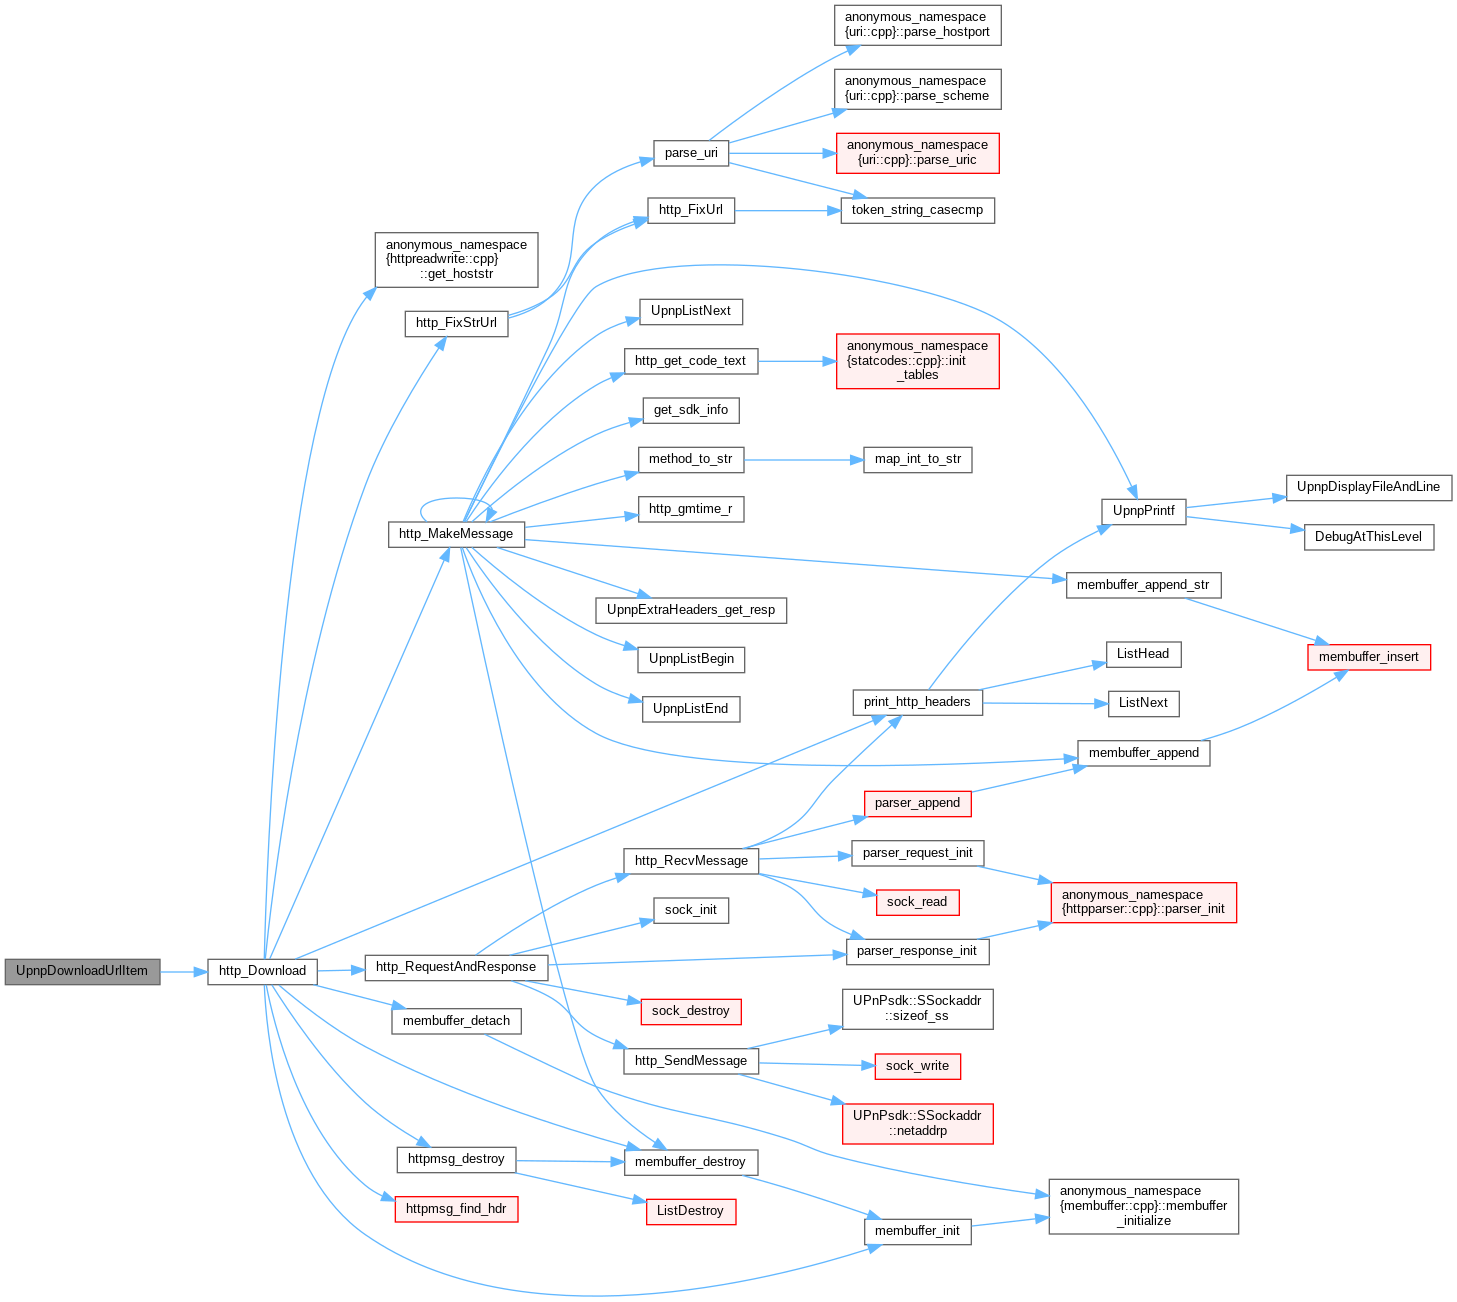 anonymous_namespace
{uri::cpp}::parse_hostport
anonymous_namespace
{uri::cpp}::parse_scheme
parse_uri
anonymous_namespace
{uri::cpp}::parse_uric
http_FixUrl
token_string_casecmp
anonymous_namespace
{httpreadwrite::cpp}
::get_hoststr
http_FixStrUrl
UpnpListNext
http_get_code_text
anonymous_namespace
{statcodes::cpp}::init
_tables
get_sdk_info
method_to_str
map_int_to_str
http_gmtime_r
http_MakeMessage
UpnpPrintf
UpnpDisplayFileAndLine
DebugAtThisLevel
membuffer_append_str
UpnpExtraHeaders_get_resp
UpnpListBegin
ListHead
membuffer_insert
UpnpListEnd
print_http_headers
ListNext
membuffer_append
parser_append
http_RecvMessage
parser_request_init
sock_read
anonymous_namespace
{httpparser::cpp}::parser_init
sock_init
parser_response_init
UpnpDownloadUrlItem
http_Download
http_RequestAndResponse
membuffer_detach
sock_destroy
UPnPsdk::SSockaddr
::sizeof_ss
http_SendMessage
sock_write
UPnPsdk::SSockaddr
::netaddrp
httpmsg_destroy
membuffer_destroy
httpmsg_find_hdr
ListDestroy
membuffer_init
anonymous_namespace
{membuffer::cpp}::membuffer
_initialize